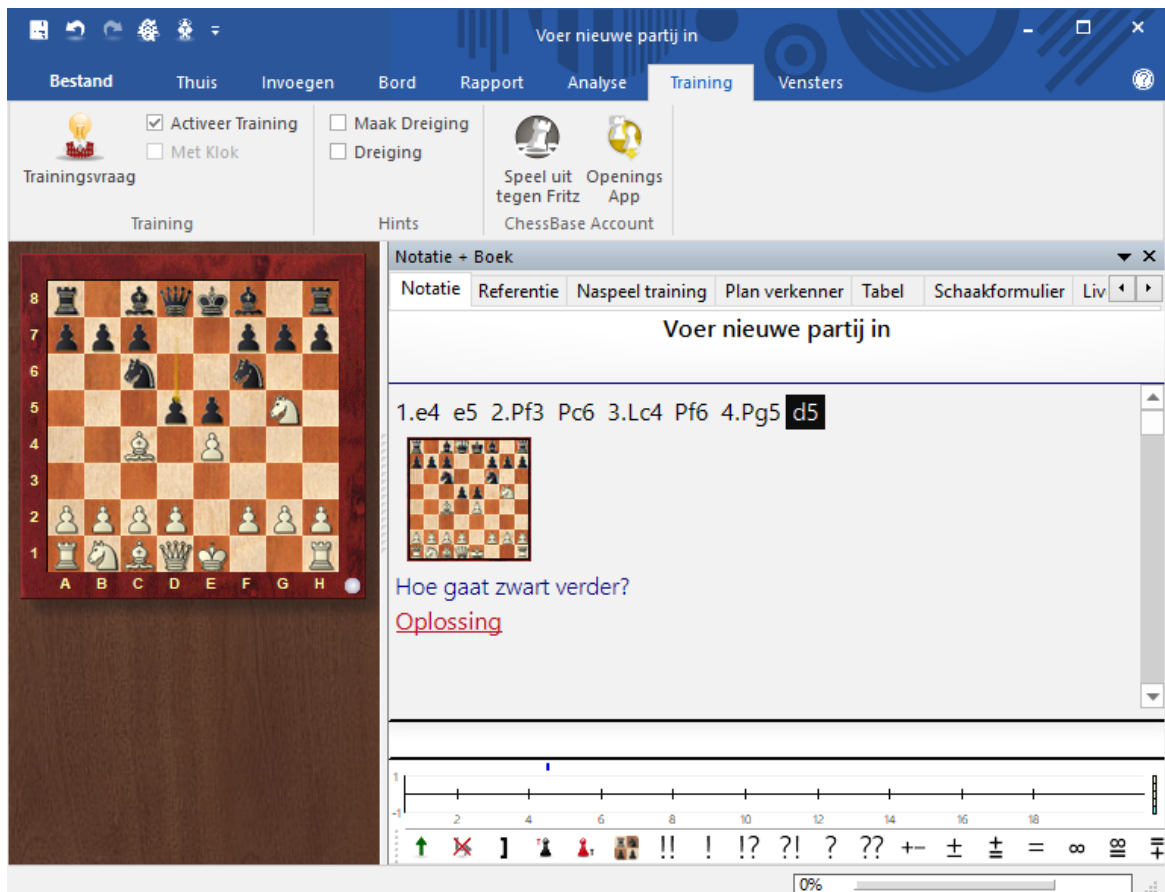 Voer nieuwe partij in
Bestand Thuis Invoegen Bord Rapport Analyse Training Vensters
Trainingsvraag
Activeer Training
Met Klok
Training
Maak Dreiging
Dreiging
Hints
Speel uit tegen Fritz
Openings App
ChessBase Account
Notatie + Boek
Notatie Referentie Naspeel training Plan verkenner Tabel Schaakformulier Liv
Voer nieuwe partij in
8
7
6
5
4
3
2
1
A B C D E F G H
1.e4 e5 2.Pf3 Pc6 3.Lc4 Pf6 4.Pg5 d5
Hoe gaat zwart verder?
Oplossing
1
-1
2 4 6 8 10 12 14 16 18
] !! ! !? ?! ? ?? +− ± ⩲ = ∞ ⯹ ∓
0%